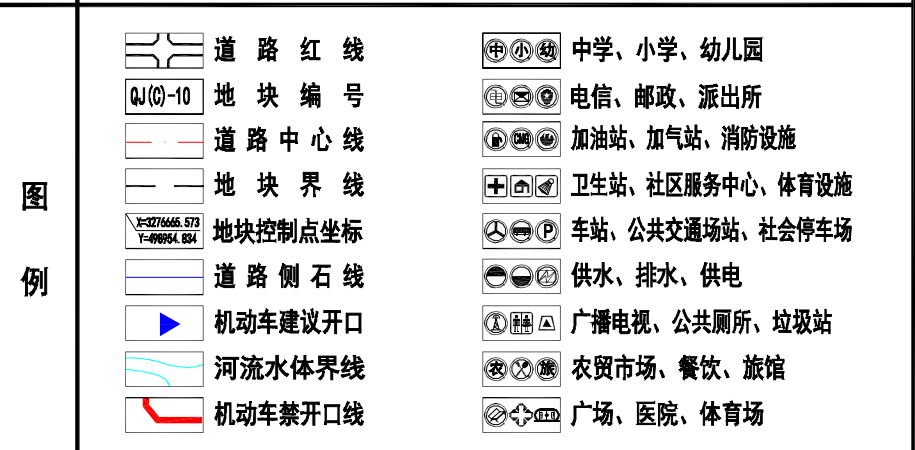 图例
道路红线
QJ(C)-10 地块编号
道路中心线
地块界线
X=3276665.573
Y=498954.834
地块控制点坐标
道路侧石线
机动车建议开口
河流水体界线
机动车禁开口线
中 小 幼 中学、小学、幼儿园
电信、邮政、派出所
CNG 加油站、加气站、消防设施
卫生站、社区服务中心、体育设施
P 车站、公共交通场站、社会停车场
供水、排水、供电
广播电视、公共厕所、垃圾站
农 旅 农贸市场、餐饮、旅馆
广场、医院、体育场